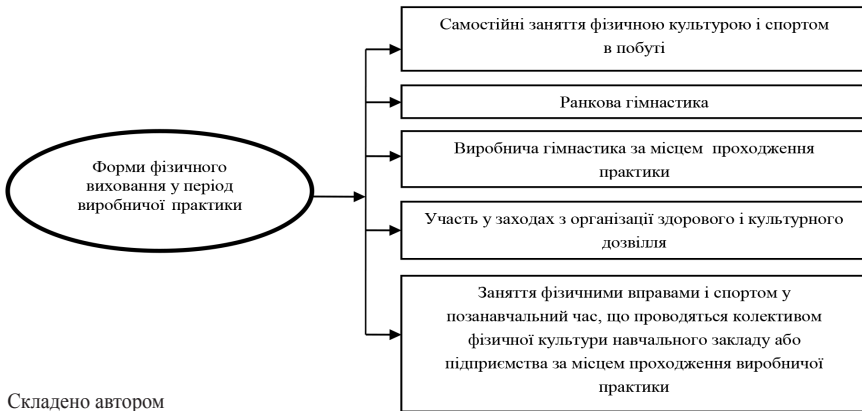 Форми фізичного
виховання у період
виробничої практики
Самостійні заняття фізичною культурою і спортом
в побуті
Ранкова гімнастика
Виробнича гімнастика за місцем проходження
практики
Участь у заходах з організації здорового і культурного
дозвілля
Заняття фізичними вправами і спортом у
позанавчальний час, що проводяться колективом
фізичної культури навчального закладу або
підприємства за місцем проходження виробничої
практики
Складено автором